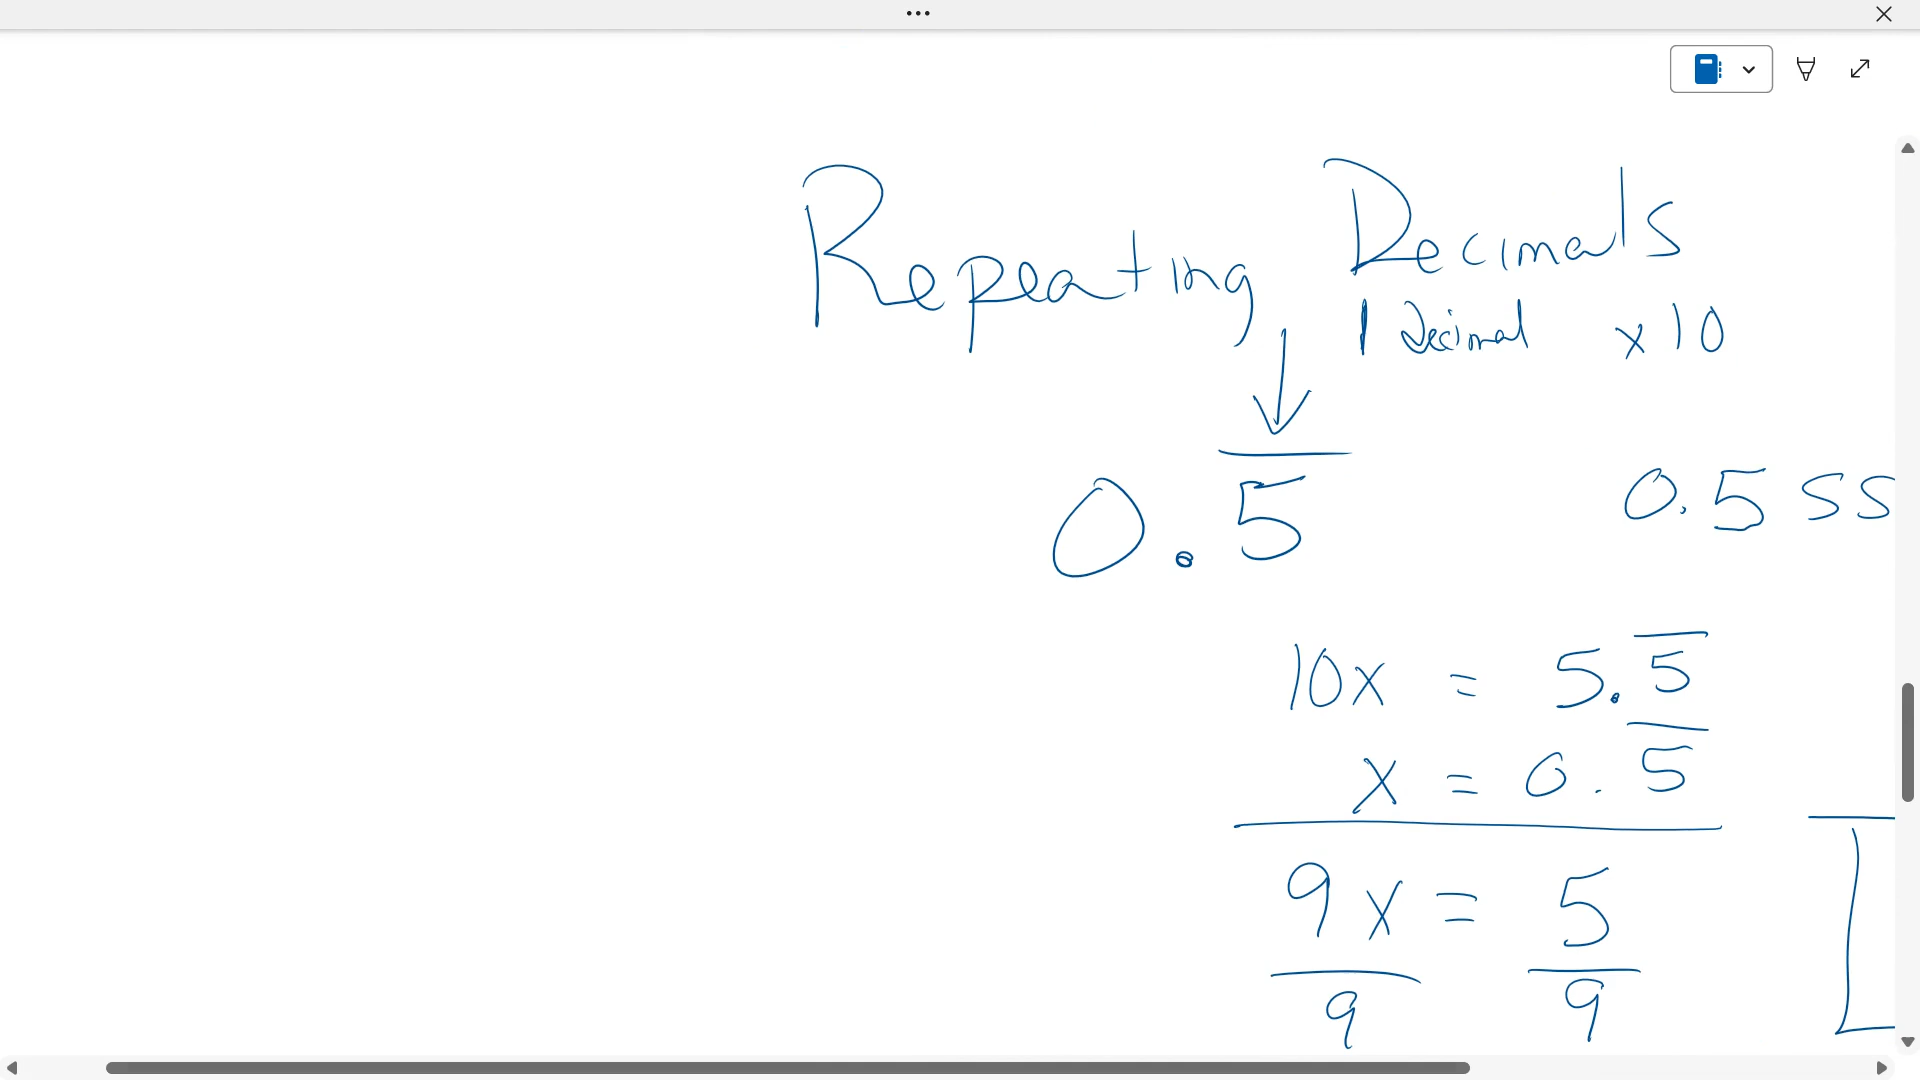 Repeating Decimals
1 Decimal x10
0.5̅
0.555
10x = 5.5̅
x = 0.5̅
9x = 5
9 9